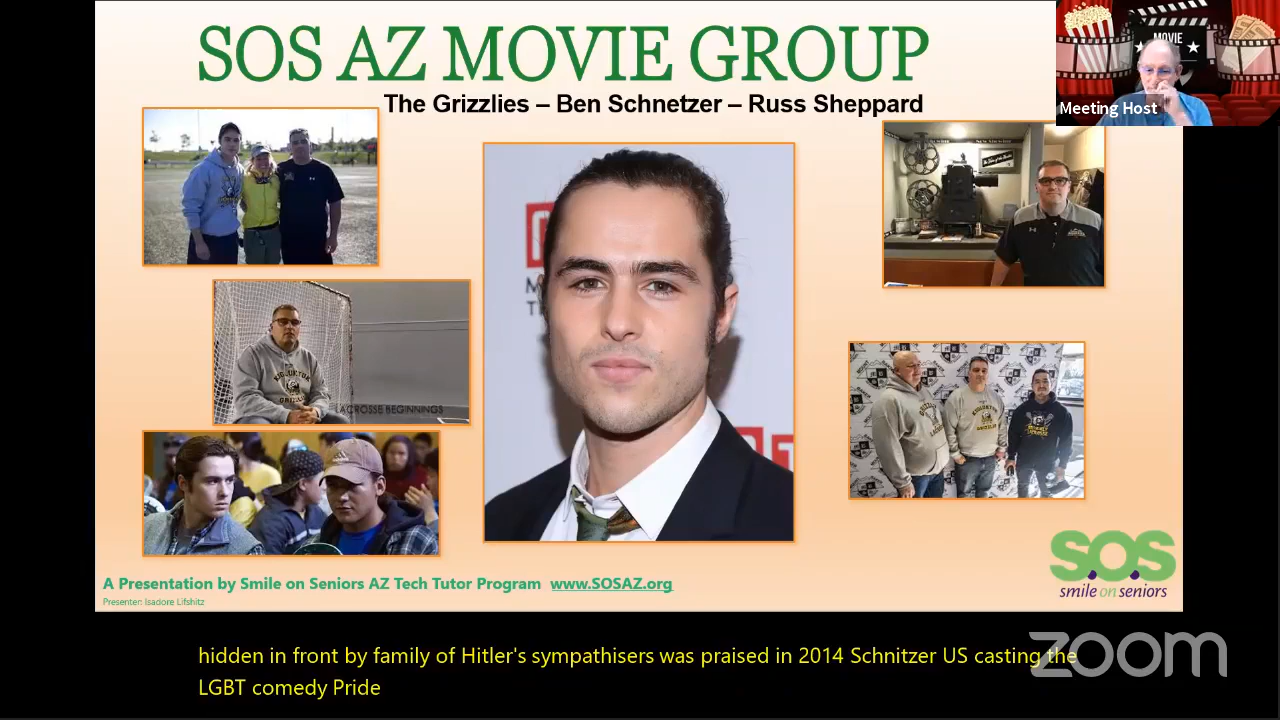 SOS AZ MOVIE GROUP
The Grizzlies – Ben Schnetzer – Russ Sheppard
MOVIE
Meeting Host
KUGLUKTUK
GRIZZLIES
LACROSSE BEGINNINGS
A Presentation by Smile on Seniors AZ Tech Tutor Program www.SOSAZ.org
Presenter: Isadore Lifshitz
S.O.S
smile on seniors
hidden in front by family of Hitler's sympathisers was praised in 2014 Schnitzer US casting the
LGBT comedy Pride
zoom